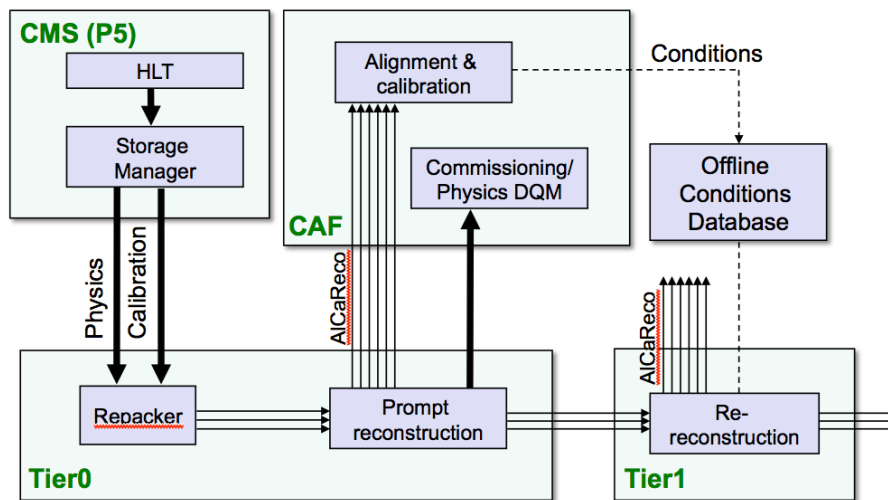 CMS (P5)
HLT
Storage
Manager
Physics
Calibration
Alignment &
calibration
Conditions
Commissioning/
Physics DQM
CAF
Offline
Conditions
Database
AlCaReco
AlCaReco
Repacker
Prompt
reconstruction
Re-
reconstruction
Tier0
Tier1